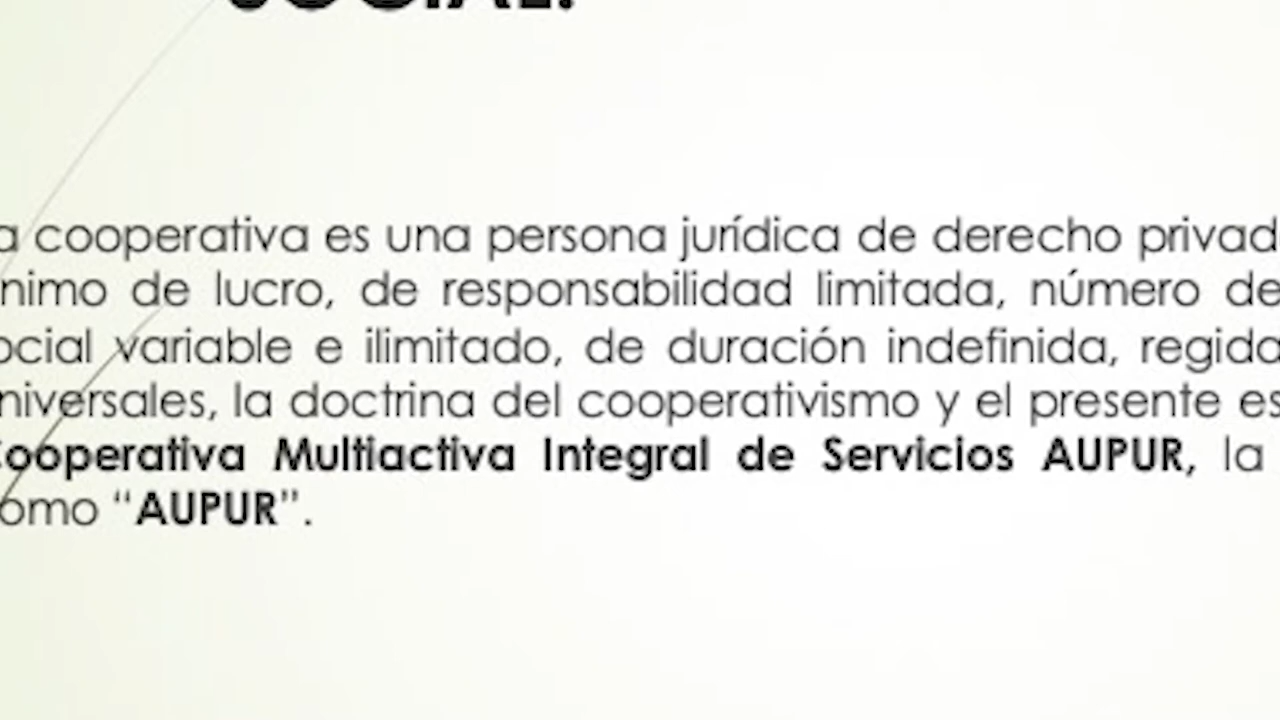 SOCIAL.
a cooperativa es una persona jurídica de derecho privad
nimo de lucro, de responsabilidad limitada, número de
ocial variable e ilimitado, de duración indefinida, regida
niversales, la doctrina del cooperativismo y el presente es
Cooperativa Multiactiva Integral de Servicios AUPUR, la
omo “AUPUR”.